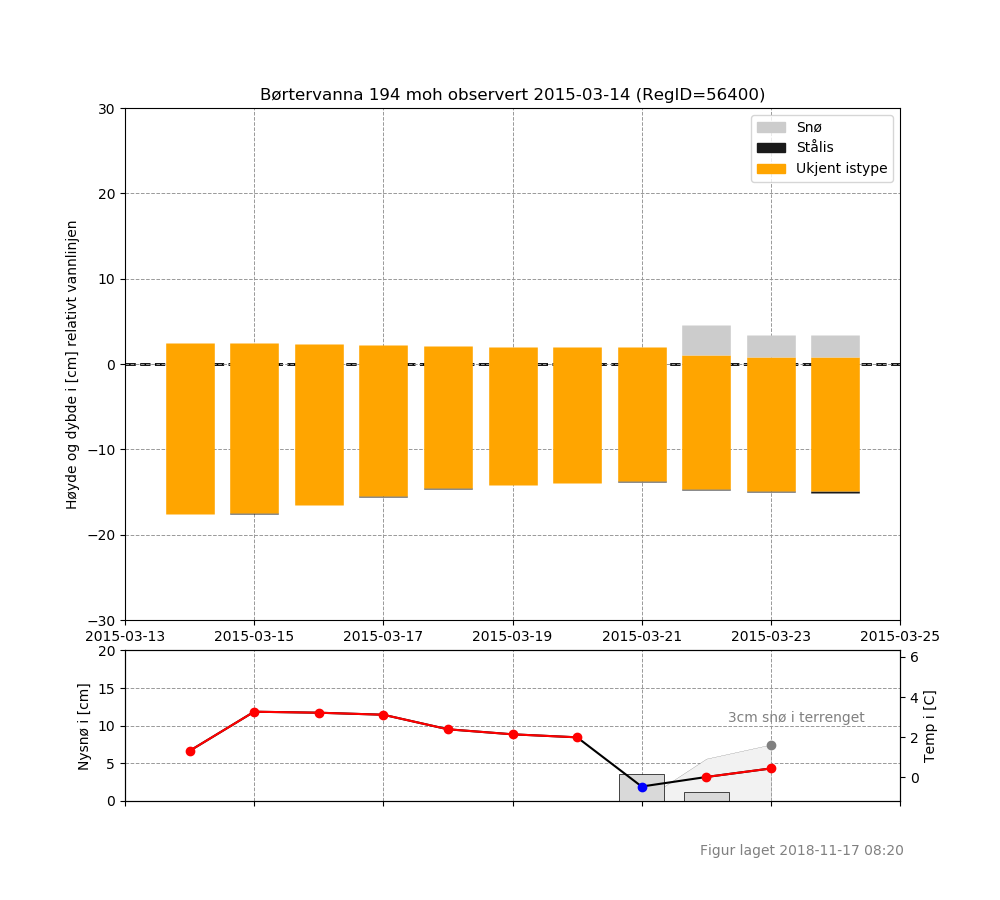 Børtervanna 194 moh observert 2015-03-14 (RegID=56400)
30
20
10
0
−10
−20
−30
Høyde og dybde i [cm] relativt vannlinjen
Snø
Stålis
Ukjent istype
2015-03-13 2015-03-15 2015-03-17 2015-03-19 2015-03-21 2015-03-23 2015-03-25
20
15
10
5
0
Nysnø i [cm]
3cm snø i terrenget
6
4
2
0
Temp i [C]
Figur laget 2018-11-17 08:20